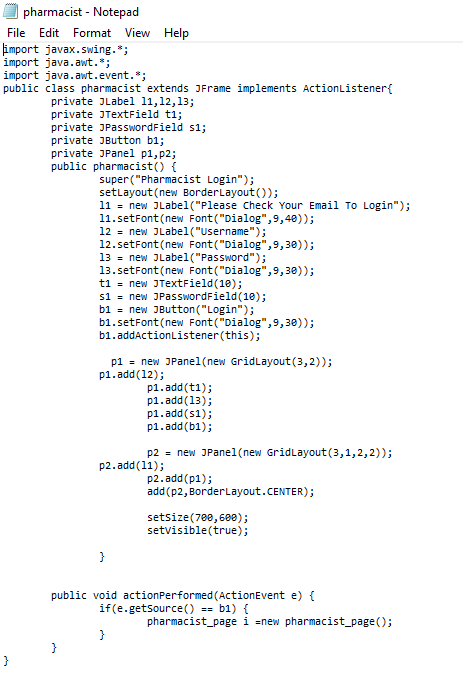 pharmacist - Notepad
File Edit Format View Help
import javax.swing.*;
import java.awt.*;
import java.awt.event.*;
public class pharmacist extends JFrame implements ActionListener{
private JLabel l1,l2,l3;
private JTextField t1;
private JPasswordField s1;
private JButton b1;
private JPanel p1,p2;
public pharmacist() {
super("Pharmacist Login");
setLayout(new BorderLayout());
l1 = new JLabel("Please Check Your Email To Login");
l1.setFont(new Font("Dialog",9,40));
l2 = new JLabel("Username");
l2.setFont(new Font("Dialog",9,30));
l3 = new JLabel("Password");
l3.setFont(new Font("Dialog",9,30));
t1 = new JTextField(10);
s1 = new JPasswordField(10);
b1 = new JButton("Login");
b1.setFont(new Font("Dialog",9,30));
b1.addActionListener(this);
p1 = new JPanel(new GridLayout(3,2));
p1.add(l2);
p1.add(t1);
p1.add(l3);
p1.add(s1);
p1.add(b1);
p2 = new JPanel(new GridLayout(3,1,2,2));
p2.add(l1);
p2.add(p1);
add(p2,BorderLayout.CENTER);
setSize(700,600);
setVisible(true);
}
public void actionPerformed(ActionEvent e) {
if(e.getSource() == b1) {
pharmacist_page i =new pharmacist_page();
}
}
}